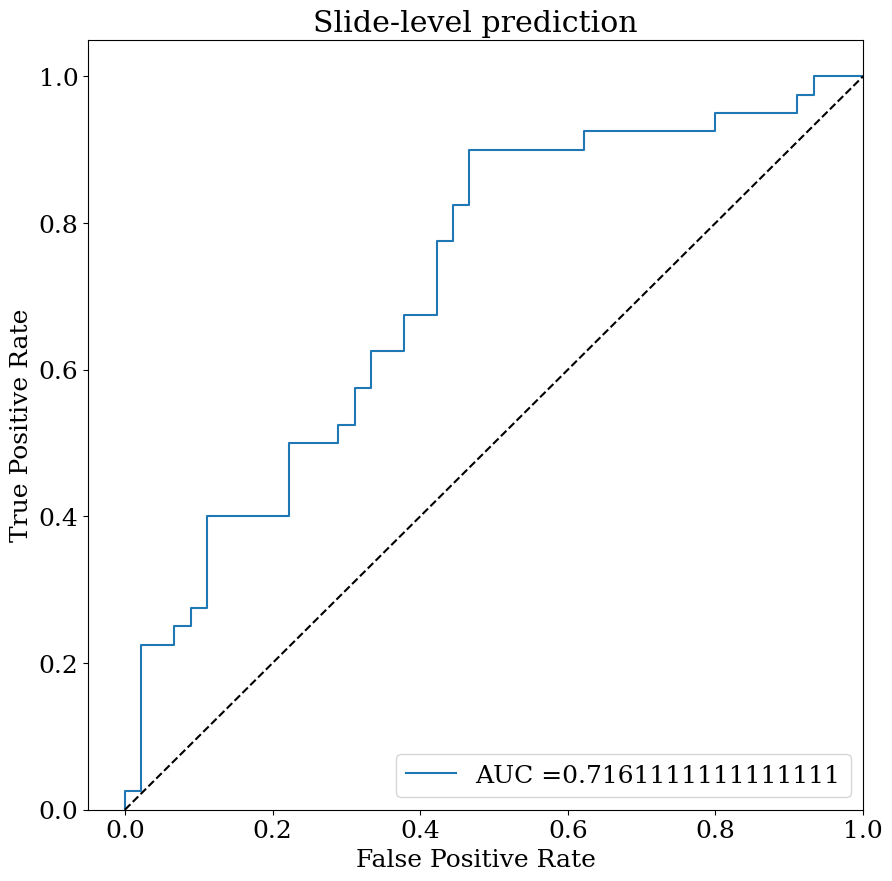 Slide-level prediction
1.0
0.8
0.6
0.4
0.2
0.0
True Positive Rate
AUC =0.7161111111111111
0.0 0.2 0.4 0.6 0.8 1.0
False Positive Rate